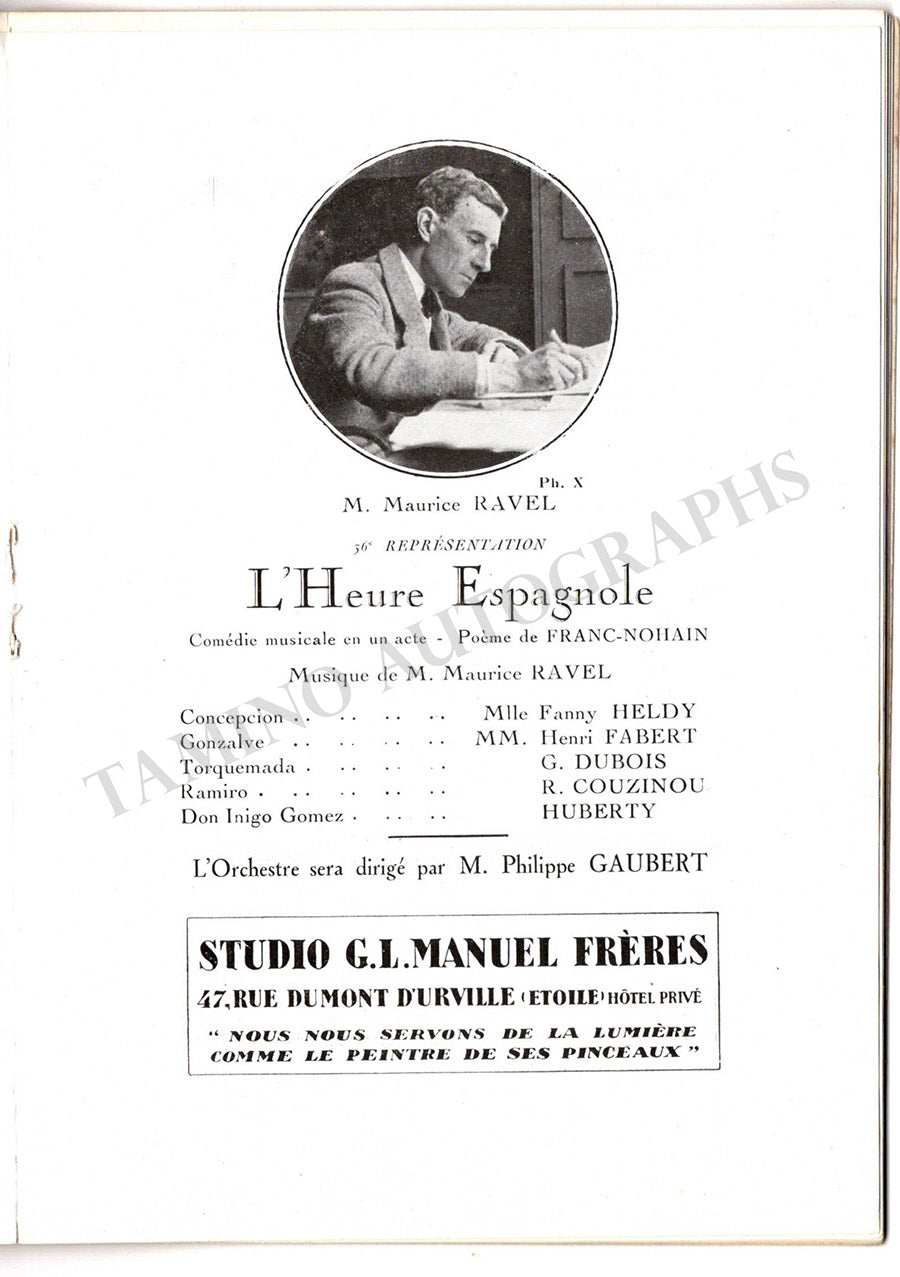 Ph. X
M. Maurice RAVEL
36e REPRÉSENTATION
L'Heure Espagnole
Comédie musicale en un acte - Poème de FRANC-NOHAIN
Musique de M. Maurice RAVEL
Concepcion . . . . . . . . Mlle Fanny HELDY
Gonzalve . . . . . . . MM. Henri FABERT
Torquemada . . . . . . . G. DUBOIS
Ramiro . . . . . . . . R. COUZINOU
Don Inigo Gomez . . . . . HUBERTY
L'Orchestre sera dirigé par M. Philippe GAUBERT
STUDIO G.L.MANUEL FRÈRES
47, RUE DUMONT D'URVILLE (ETOILE) HÔTEL PRIVÉ
" NOUS NOUS SERVONS DE LA LUMIÈRE
COMME LE PEINTRE DE SES PINCEAUX "
TAMINO AUTOGRAPHS